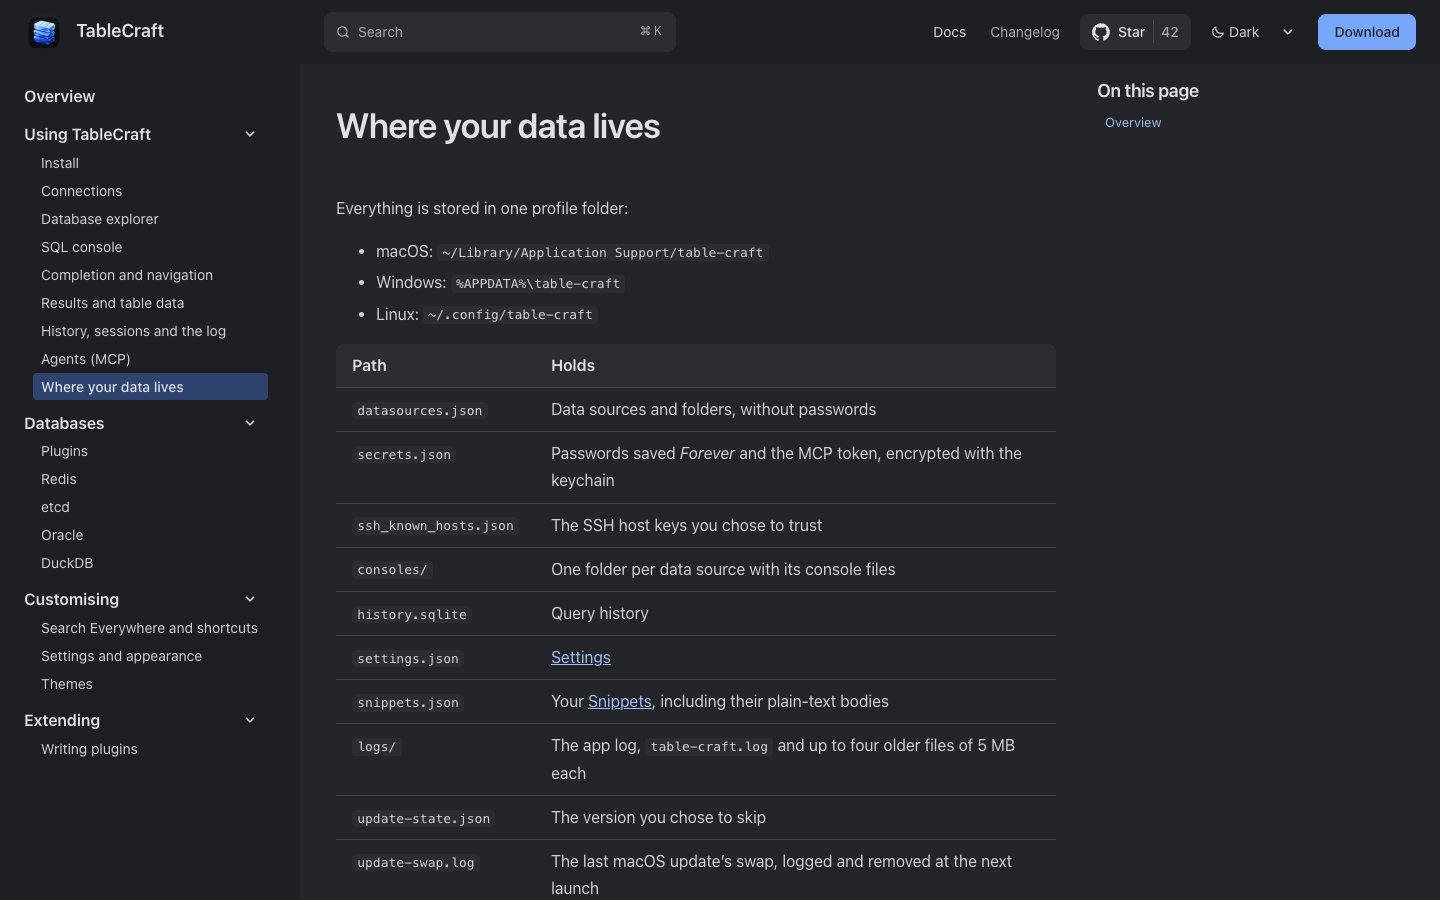 TableCraft
Search
⌘ K
Docs
Changelog
Star
42
Dark
Download
Overview
Using TableCraft
Install
Connections
Database explorer
SQL console
Completion and navigation
Results and table data
History, sessions and the log
Agents (MCP)
Where your data lives
Databases
Plugins
Redis
etcd
Oracle
DuckDB
Customising
Search Everywhere and shortcuts
Settings and appearance
Themes
Extending
Writing plugins
Where your data lives
Everything is stored in one profile folder:
• macOS: ~/Library/Application Support/table-craft
• Windows: %APPDATA%\table-craft
• Linux: ~/.config/table-craft
Path Holds
datasources.json Data sources and folders, without passwords
secrets.json Passwords saved Forever and the MCP token, encrypted with the
keychain
ssh_known_hosts.json The SSH host keys you chose to trust
consoles/ One folder per data source with its console files
history.sqlite Query history
settings.json Settings
snippets.json Your Snippets, including their plain-text bodies
logs/ The app log, table-craft.log and up to four older files of 5 MB
each
update-state.json The version you chose to skip
update-swap.log The last macOS update’s swap, logged and removed at the next
launch
On this page
Overview